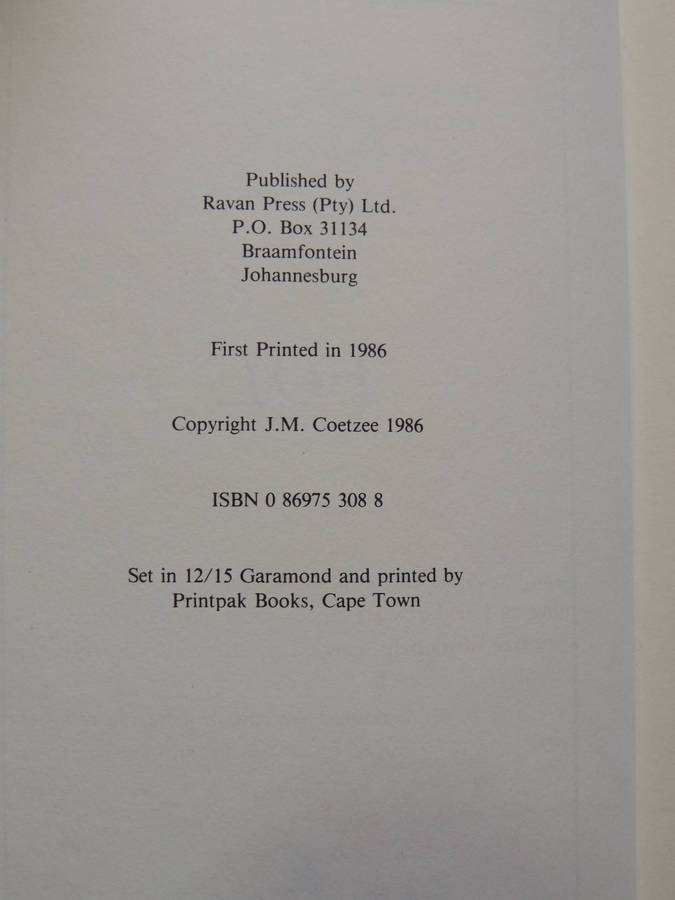 Published by
Ravan Press (Pty) Ltd.
P.O. Box 31134
Braamfontein
Johannesburg
First Printed in 1986
Copyright J.M. Coetzee 1986
ISBN 0 86975 308 8
Set in 12/15 Garamond and printed by
Printpak Books, Cape Town